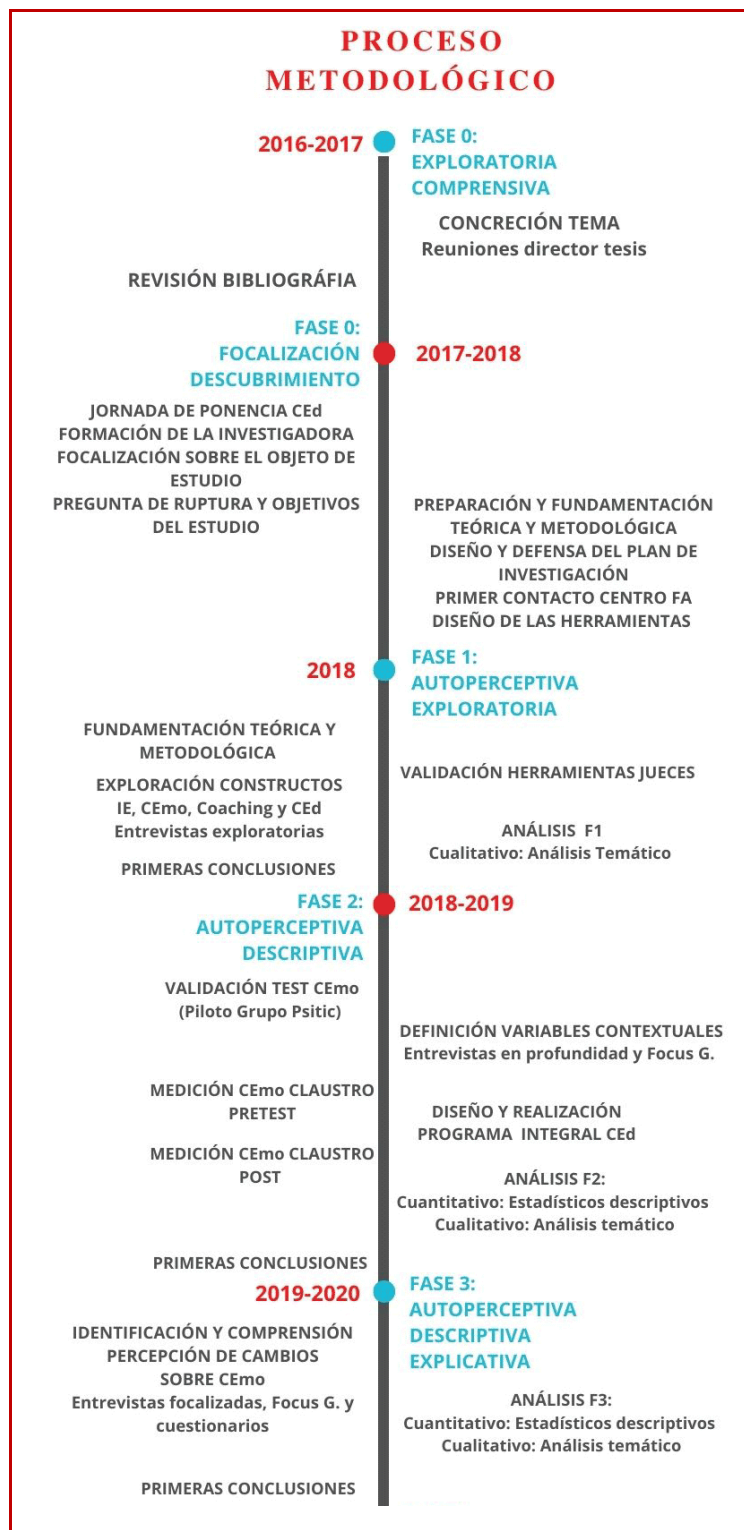 PROCESO
METODOLÓGICO
2016-2017
FASE 0:
EXPLORATORIA
COMPRENSIVA
CONCRECIÓN TEMA
Reuniones director tesis
REVISIÓN BIBLIOGRÁFIA
FASE 0:
FOCALIZACIÓN
DESCUBRIMIENTO
2017-2018
JORNADA DE PONENCIA CEd
FORMACIÓN DE LA INVESTIGADORA
FOCALIZACIÓN SOBRE EL OBJETO DE
ESTUDIO
PREGUNTA DE RUPTURA Y OBJETIVOS
DEL ESTUDIO
PREPARACIÓN Y FUNDAMENTACIÓN
TEÓRICA Y METODOLÓGICA
DISEÑO Y DEFENSA DEL PLAN DE
INVESTIGACIÓN
PRIMER CONTACTO CENTRO FA
DISEÑO DE LAS HERRAMIENTAS
2018
FASE 1:
AUTOPERCEPTIVA
EXPLORATORIA
FUNDAMENTACIÓN TEÓRICA Y
METODOLÓGICA
VALIDACIÓN HERRAMIENTAS JUECES
EXPLORACIÓN CONSTRUCTOS
IE, CEmo, Coaching y CEd
Entrevistas exploratorias
ANÁLISIS F1
Cualitativo: Análisis Temático
PRIMERAS CONCLUSIONES
FASE 2:
AUTOPERCEPTIVA
DESCRIPTIVA
2018-2019
VALIDACIÓN TEST CEmo
(Piloto Grupo Psitic)
DEFINICIÓN VARIABLES CONTEXTUALES
Entrevistas en profundidad y Focus G.
MEDICIÓN CEmo CLAUSTRO
PRETEST
DISEÑO Y REALIZACIÓN
PROGRAMA INTEGRAL CEd
MEDICIÓN CEmo CLAUSTRO
POST
ANÁLISIS F2:
Cuantitativo: Estadísticos descriptivos
Cualitativo: Análisis temático
PRIMERAS CONCLUSIONES
2019-2020
FASE 3:
AUTOPERCEPTIVA
DESCRIPTIVA
EXPLICATIVA
IDENTIFICACIÓN Y COMPRENSIÓN
PERCEPCIÓN DE CAMBIOS
SOBRE CEmo
Entrevistas focalizadas, Focus G. y
cuestionarios
ANÁLISIS F3:
Cuantitativo: Estadísticos descriptivos
Cualitativo: Análisis temático
PRIMERAS CONCLUSIONES